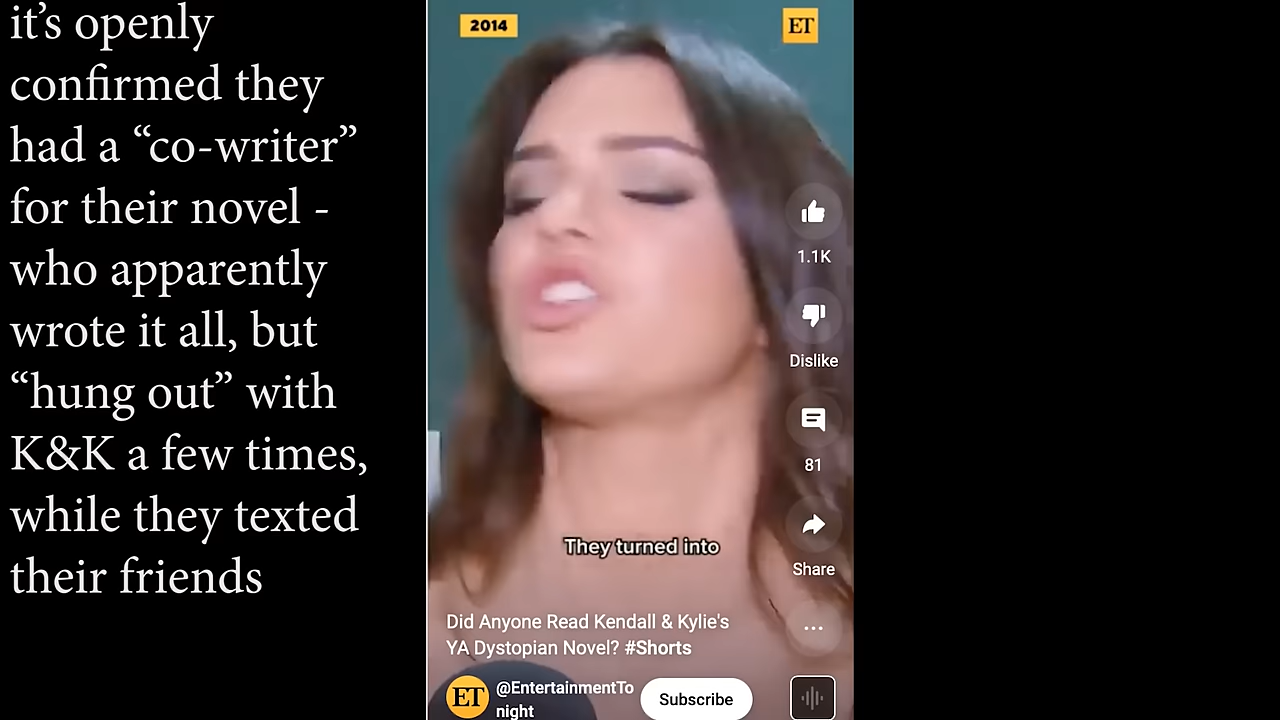 it’s openly
confirmed they
had a “co-writer”
for their novel -
who apparently
wrote it all, but
“hung out” with
K&K a few times,
while they texted
their friends
2014
ET
1.1K
Dislike
81
Share
They turned into
Did Anyone Read Kendall & Kylie's
YA Dystopian Novel? #Shorts
ET
@EntertainmentTo
night
Subscribe